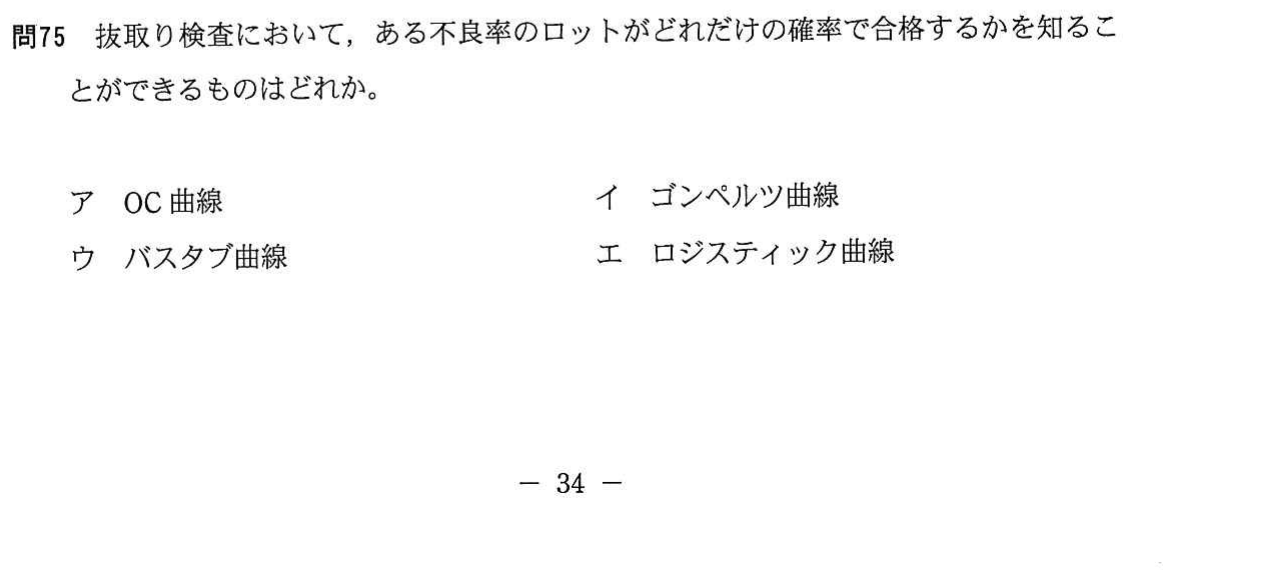 問75 抜取り検査において，ある不良率のロットがどれだけの確率で合格するかを知るこ
とができるものはどれか。
ア OC曲線 イ ゴンペルツ曲線
ウ バスタブ曲線 エ ロジスティック曲線
－ 34 －